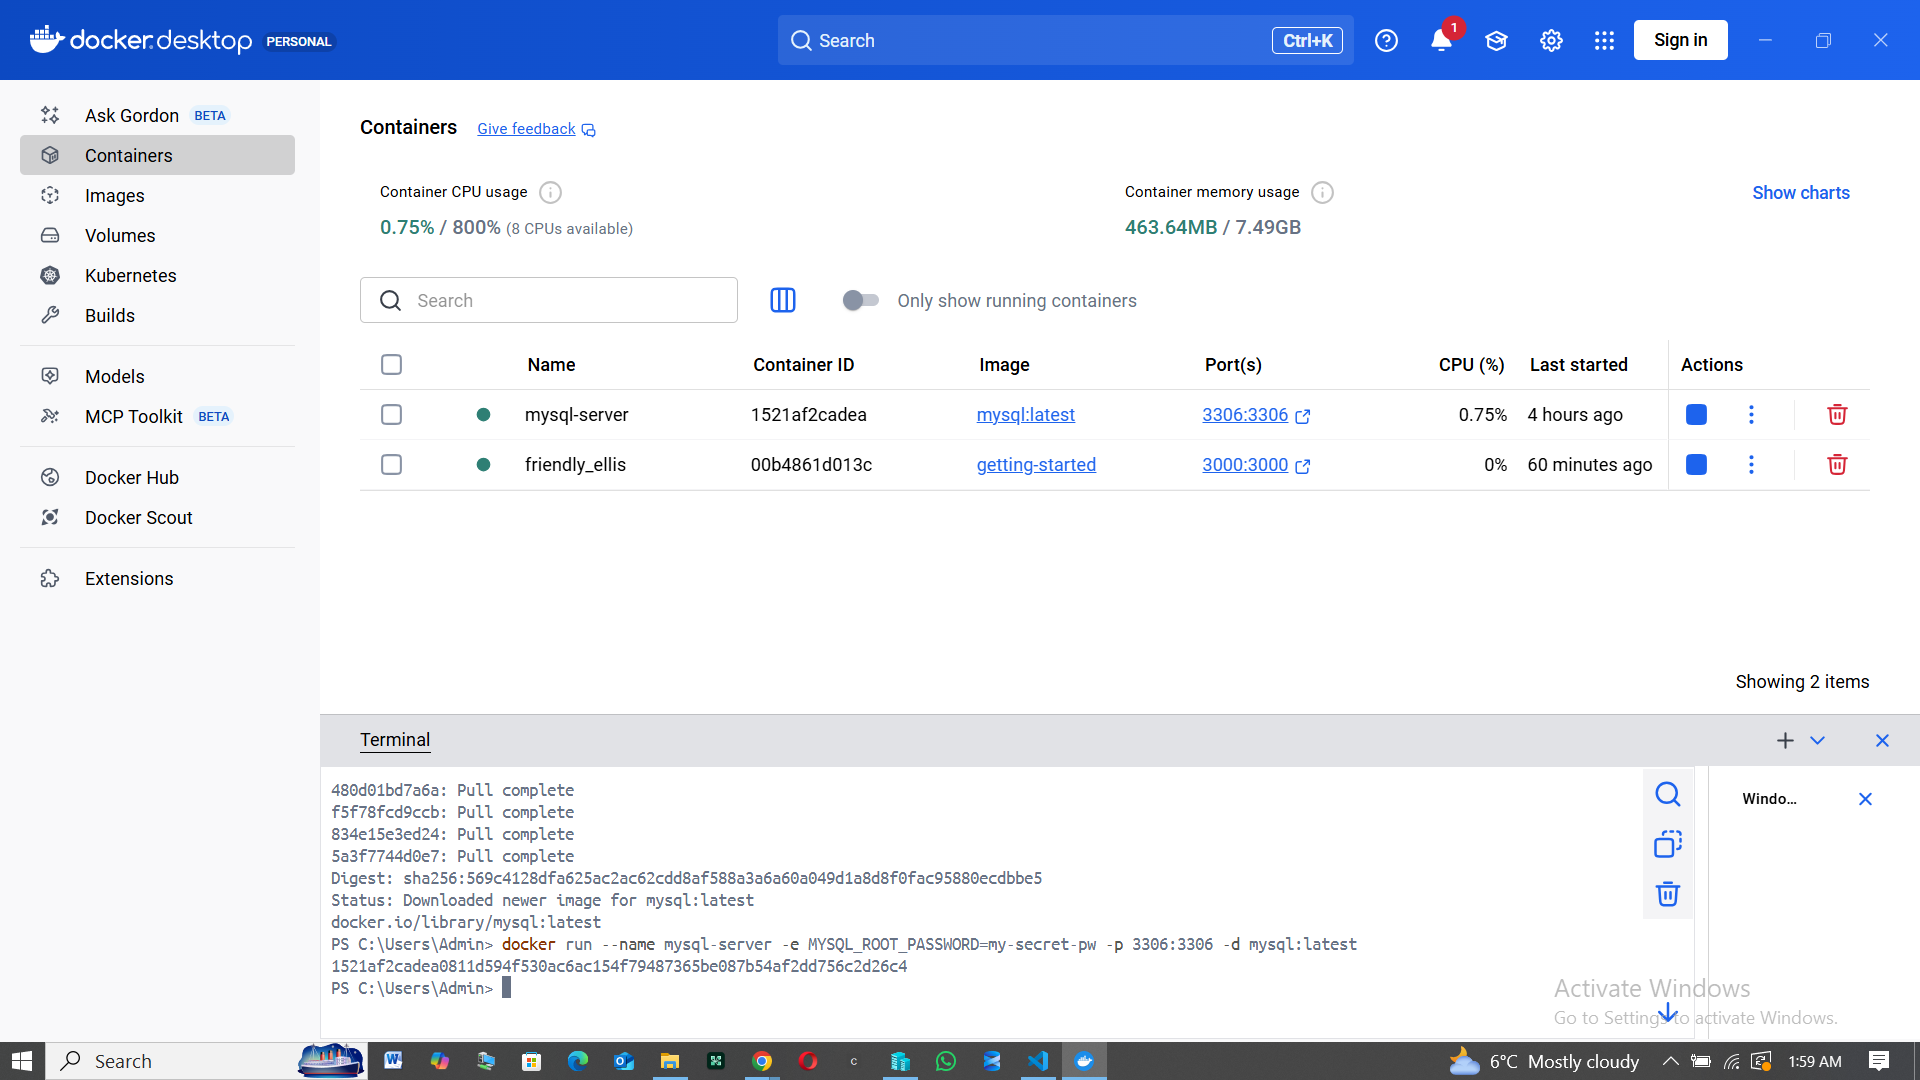 docker.desktop PERSONAL
Search Ctrl+K
1
Sign in
Ask Gordon BETA
Containers
Images
Volumes
Kubernetes
Builds
Models
MCP Toolkit BETA
Docker Hub
Docker Scout
Extensions
Containers Give feedback
Container CPU usage
0.75% / 800% (8 CPUs available)
Container memory usage
463.64MB / 7.49GB
Show charts
Search
Only show running containers
Name Container ID Image Port(s) CPU (%) Last started Actions
mysql-server 1521af2cadea mysql:latest 3306:3306 0.75% 4 hours ago
friendly_ellis 00b4861d013c getting-started 3000:3000 0% 60 minutes ago
Showing 2 items
Terminal
480d01bd7a6a: Pull complete
f5f78fcd9ccb: Pull complete
834e15e3ed24: Pull complete
5a3f7744d0e7: Pull complete
Digest: sha256:569c4128dfa625ac2ac62cdd8af588a3a6a60a049d1a8d8f0fac95880ecdbbe5
Status: Downloaded newer image for mysql:latest
docker.io/library/mysql:latest
PS C:\Users\Admin> docker run --name mysql-server -e MYSQL_ROOT_PASSWORD=my-secret-pw -p 3306:3306 -d mysql:latest
1521af2cadea0811d594f530ac6ac154f79487365be087b54af2dd756c2d26c4
PS C:\Users\Admin>
Windo...
Activate Windows
Go to Settings to activate Windows.
Search
6°C Mostly cloudy
1:59 AM